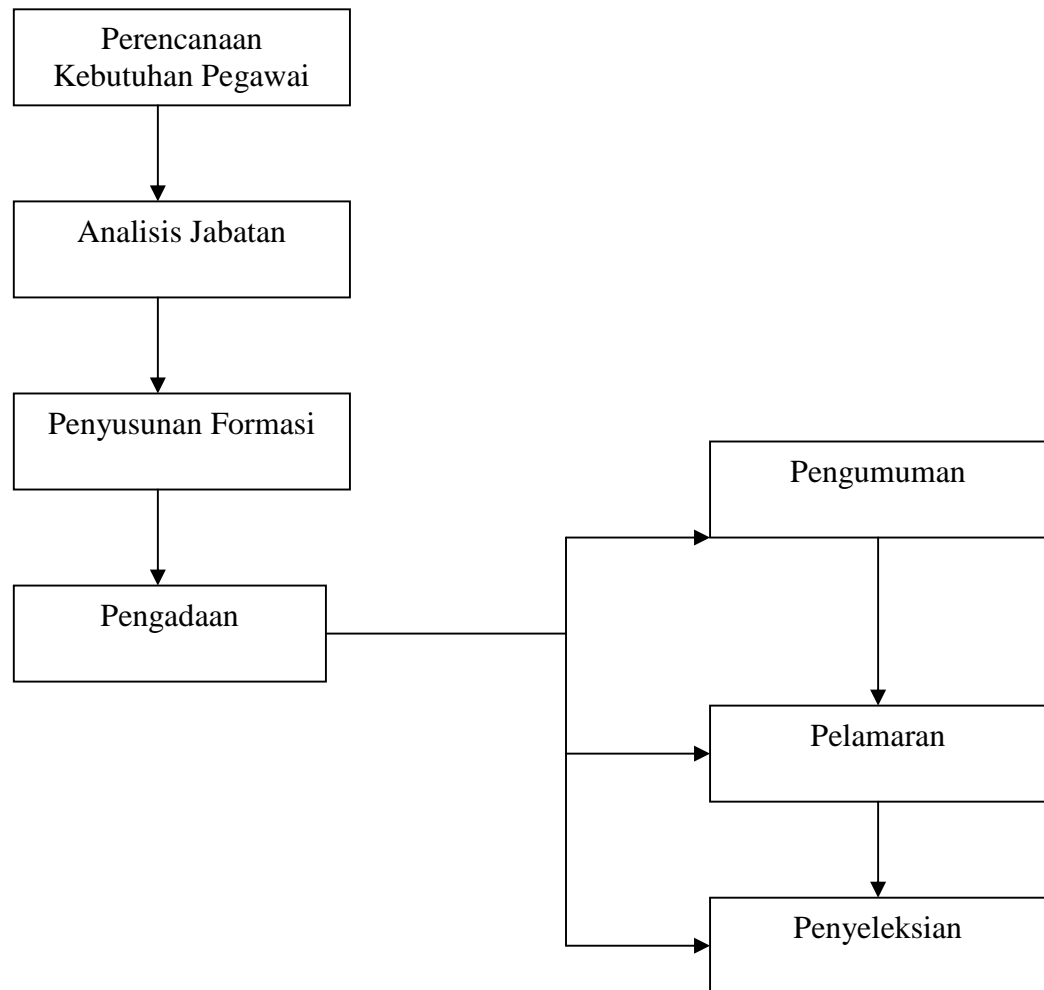 Perencanaan
Kebutuhan Pegawai
Analisis Jabatan
Penyusunan Formasi
Pengadaan
Pengumuman
Pelamaran
Penyeleksian